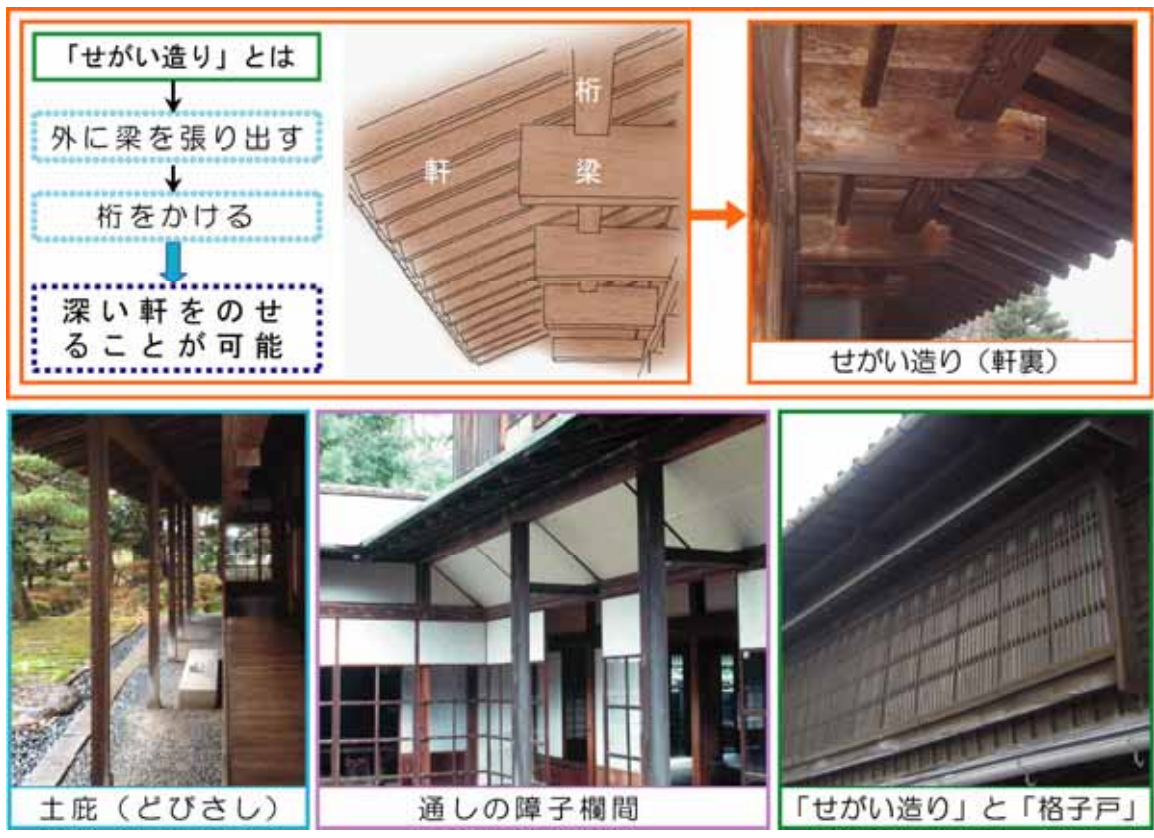 「せがい造り」とは
外に梁を張り出す
桁をかける
深い軒をのせ
ることが可能
桁
軒
梁
せがい造り（軒裏）
土庇（どびさし）
通しの障子欄間
「せがい造り」と「格子戸」